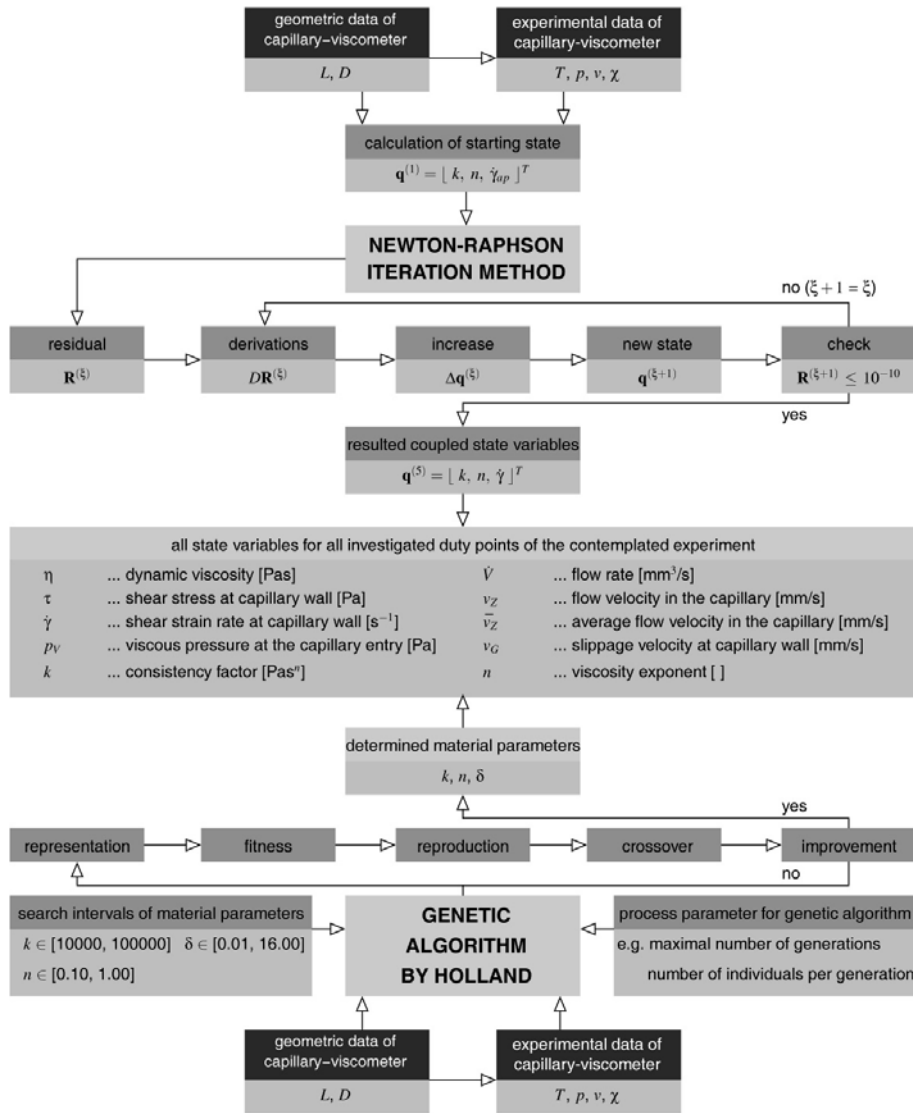 geometric data of
capillary–viscometer
L, D
experimental data of
capillary-viscometer
T, p, v, χ
calculation of starting state
q⁽¹⁾ = ⌊ k, n, γ̇ₐₚ ⌋ᵀ
NEWTON-RAPHSON
ITERATION METHOD
no (ξ + 1 = ξ)
residual
R⁽ξ⁾
derivations
DR⁽ξ⁾
increase
Δq⁽ξ⁾
new state
q⁽ξ⁺¹⁾
check
R⁽ξ⁺¹⁾ ≤ 10⁻¹⁰
yes
resulted coupled state variables
q⁽⁵⁾ = ⌊ k, n, γ̇ ⌋ᵀ
all state variables for all investigated duty points of the contemplated experiment
η ... dynamic viscosity [Pas]
τ ... shear stress at capillary wall [Pa]
γ̇ ... shear strain rate at capillary wall [s⁻¹]
p_V ... viscous pressure at the capillary entry [Pa]
k ... consistency factor [Pasⁿ]
V̇ ... flow rate [mm³/s]
v_Z ... flow velocity in the capillary [mm/s]
v̄_Z ... average flow velocity in the capillary [mm/s]
v_G ... slippage velocity at capillary wall [mm/s]
n ... viscosity exponent [ ]
determined material parameters
k, n, δ
yes
representation
fitness
reproduction
crossover
improvement
no
search intervals of material parameters
k ∈ [10000, 100000] δ ∈ [0.01, 16.00]
n ∈ [0.10, 1.00]
GENETIC
ALGORITHM
BY HOLLAND
process parameter for genetic algorithm
e.g. maximal number of generations
number of individuals per generation
geometric data of
capillary–viscometer
L, D
experimental data of
capillary-viscometer
T, p, v, χ